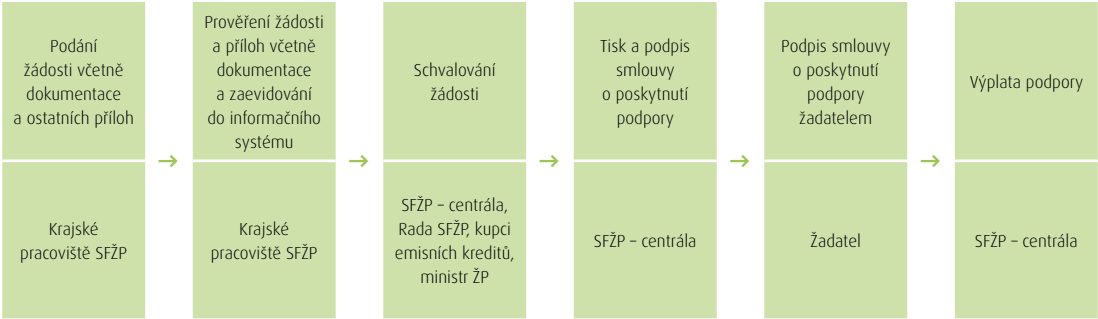 Podání
žádosti včetně
dokumentace
a ostatních příloh
Krajské
pracoviště SFŽP
→
Prověření žádosti
a příloh včetně
dokumentace
a zaevidování
do informačního
systému
Krajské
pracoviště SFŽP
→
Schvalování
žádosti
SFŽP – centrála,
Rada SFŽP, kupci
emisních kreditů,
ministr ŽP
→
Tisk a podpis
smlouvy
o poskytnutí
podpory
SFŽP – centrála
→
Podpis smlouvy
o poskytnutí
podpory
žadatelem
Žadatel
→
Výplata podpory
SFŽP – centrála